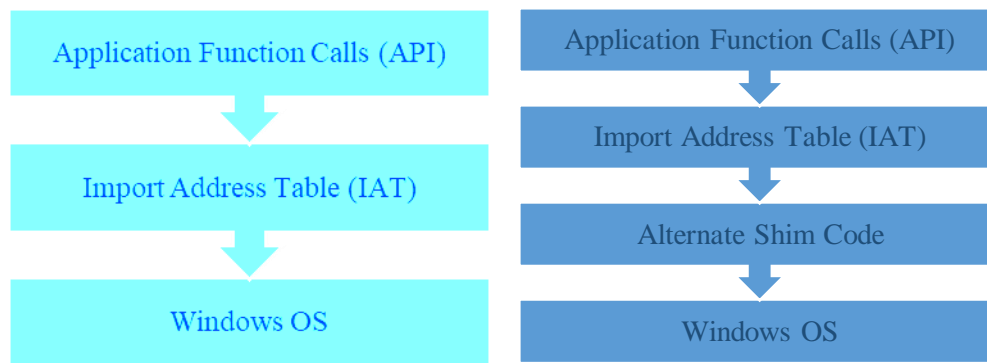 Application Function Calls (API)
Import Address Table (IAT)
Windows OS
Application Function Calls (API)
Import Address Table (IAT)
Alternate Shim Code
Windows OS